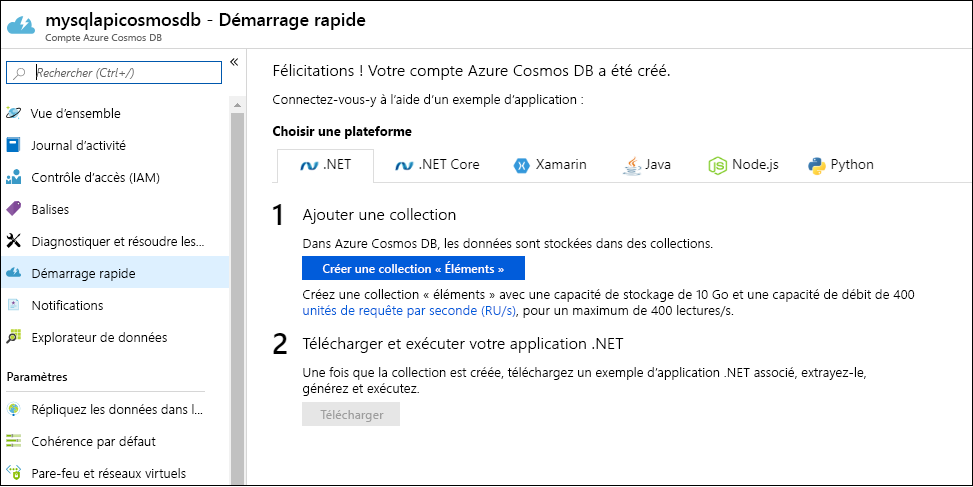 mysqlapicosmosdb - Démarrage rapide
Compte Azure Cosmos DB
Rechercher (Ctrl+/)
«
Vue d'ensemble
Journal d'activité
Contrôle d'accès (IAM)
Balises
Diagnostiquer et résoudre les...
Démarrage rapide
Notifications
Explorateur de données
Paramètres
Répliquez les données dans l...
Cohérence par défaut
Pare-feu et réseaux virtuels
Félicitations ! Votre compte Azure Cosmos DB a été créé.
Connectez-vous-y à l'aide d'un exemple d'application :
Choisir une plateforme
.NET
.NET Core
Xamarin
Java
Node.js
Python
1 Ajouter une collection
Dans Azure Cosmos DB, les données sont stockées dans des collections.
Créer une collection « Éléments »
Créez une collection « éléments » avec une capacité de stockage de 10 Go et une capacité de débit de 400
unités de requête par seconde (RU/s), pour un maximum de 400 lectures/s.
2 Télécharger et exécuter votre application .NET
Une fois que la collection est créée, téléchargez un exemple d'application .NET associé, extrayez-le,
générez et exécutez.
Télécharger